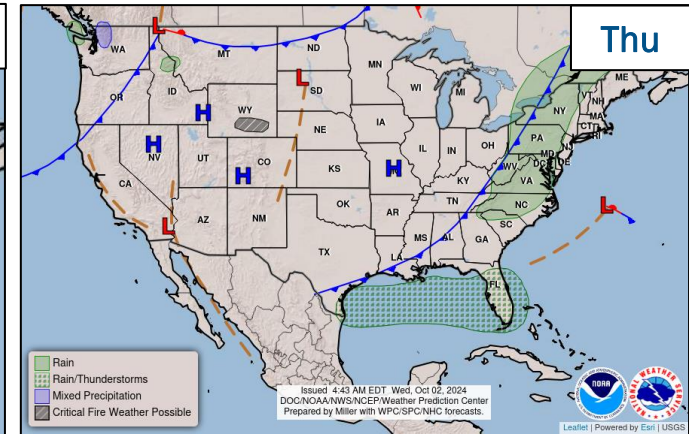 Thu
L
WA
MT
ND
MN
ME
OR
ID
H
WY
L
SD
WI
MI
NY
NH
MA
CT
RI
H
NV
UT
H
CO
NE
IA
IL
IN
OH
PA
NJ
MD
DE
DC
WV
VA
CA
KS
H
KY
L
AZ
NM
OK
AR
TN
NC
L
SC
TX
LA
MS
AL
GA
FL
Rain
Rain/Thunderstorms
Mixed Precipitation
Critical Fire Weather Possible
Issued 4:43 AM EDT Wed, Oct 02, 2024
DOC/NOAA/NWS/NCEP/Weather Prediction Center
Prepared by Miller with WPC/SPC/NHC forecasts.
NOAA
NATIONAL WEATHER SERVICE
Leaflet | Powered by Esri | USGS